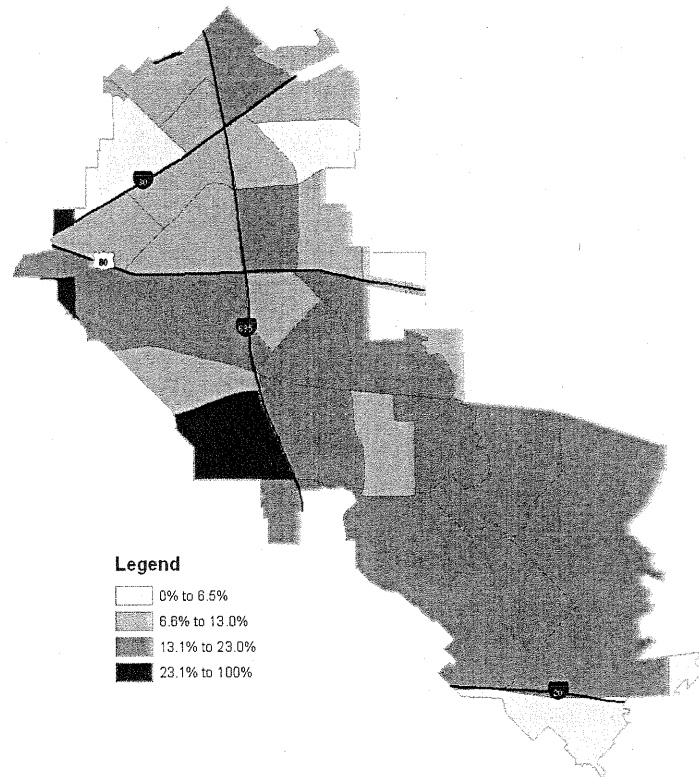 30
80
635
Legend
0% to 6.5%
6.6% to 13.0%
13.1% to 23.0%
23.1% to 100%
20